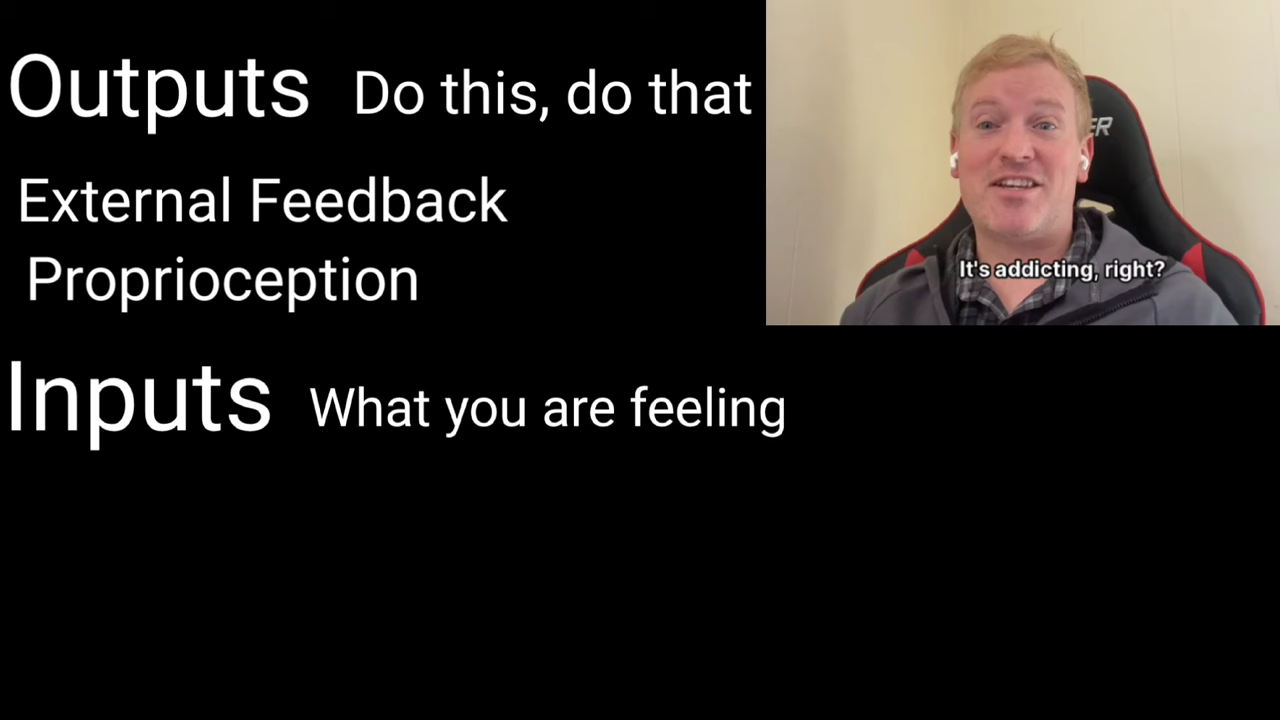 Outputs Do this, do that
External Feedback
Proprioception
Inputs What you are feeling
It's addicting, right?